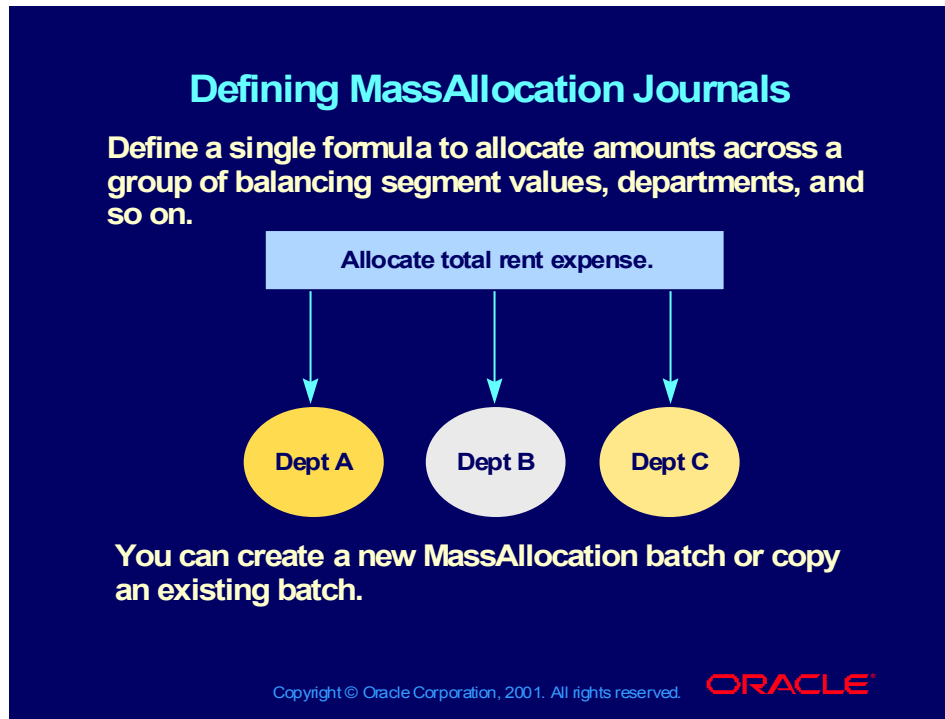 Defining MassAllocation Journals
Define a single formula to allocate amounts across a
group of balancing segment values, departments, and
so on.
Allocate total rent expense.
Dept A
Dept B
Dept C
You can create a new MassAllocation batch or copy
an existing batch.
Copyright © Oracle Corporation, 2001. All rights reserved.
ORACLE®